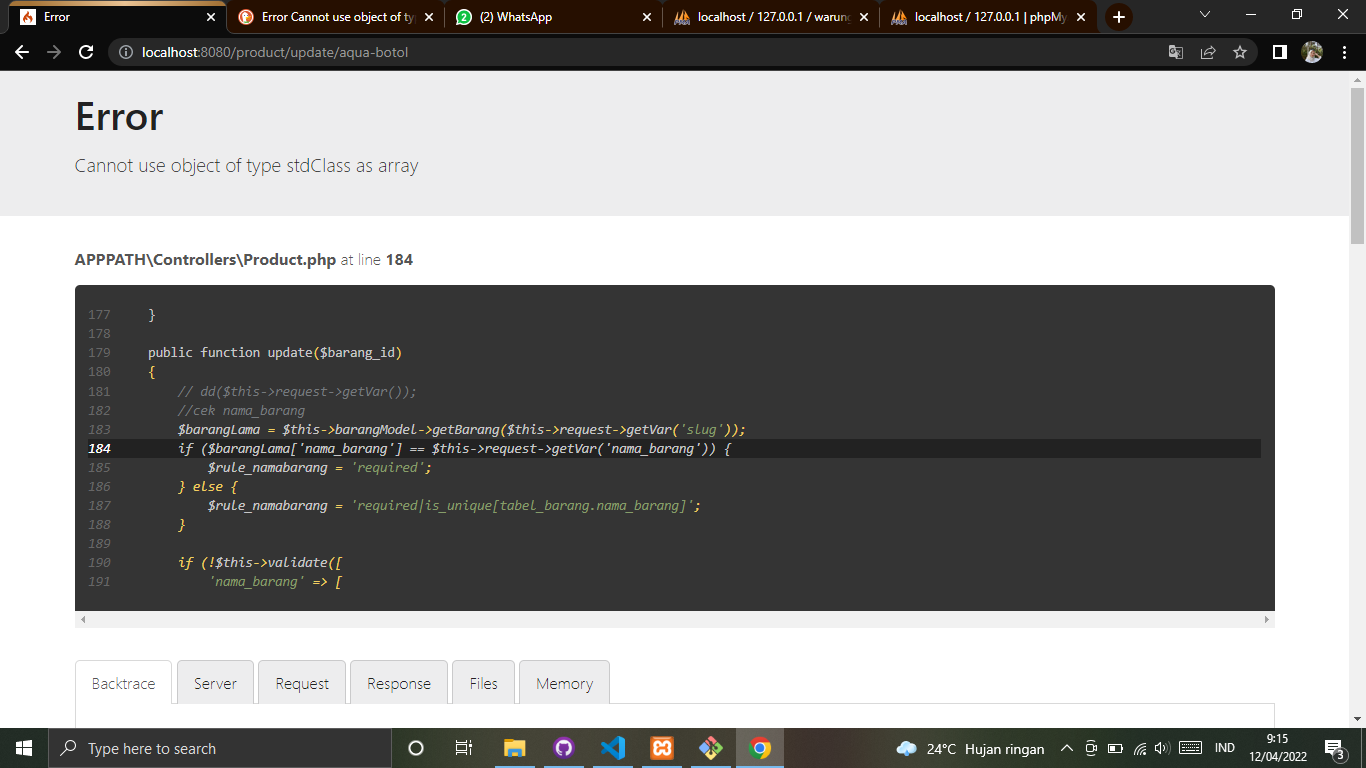 Error
Error Cannot use object of ty
(2) WhatsApp
localhost / 127.0.0.1 / warung
localhost / 127.0.0.1 | phpMy
localhost:8080/product/update/aqua-botol
Error
Cannot use object of type stdClass as array
APPPATH\Controllers\Product.php at line 184
177 }
178
179 public function update($barang_id)
180 {
181 // dd($this->request->getVar());
182 //cek nama_barang
183 $barangLama = $this->barangModel->getBarang($this->request->getVar('slug'));
184 if ($barangLama['nama_barang'] == $this->request->getVar('nama_barang')) {
185 $rule_namabarang = 'required';
186 } else {
187 $rule_namabarang = 'required|is_unique[tabel_barang.nama_barang]';
188 }
189
190 if (!$this->validate([
191 'nama_barang' => [
Backtrace
Server
Request
Response
Files
Memory
Type here to search
24°C Hujan ringan
IND
9:15
12/04/2022
3